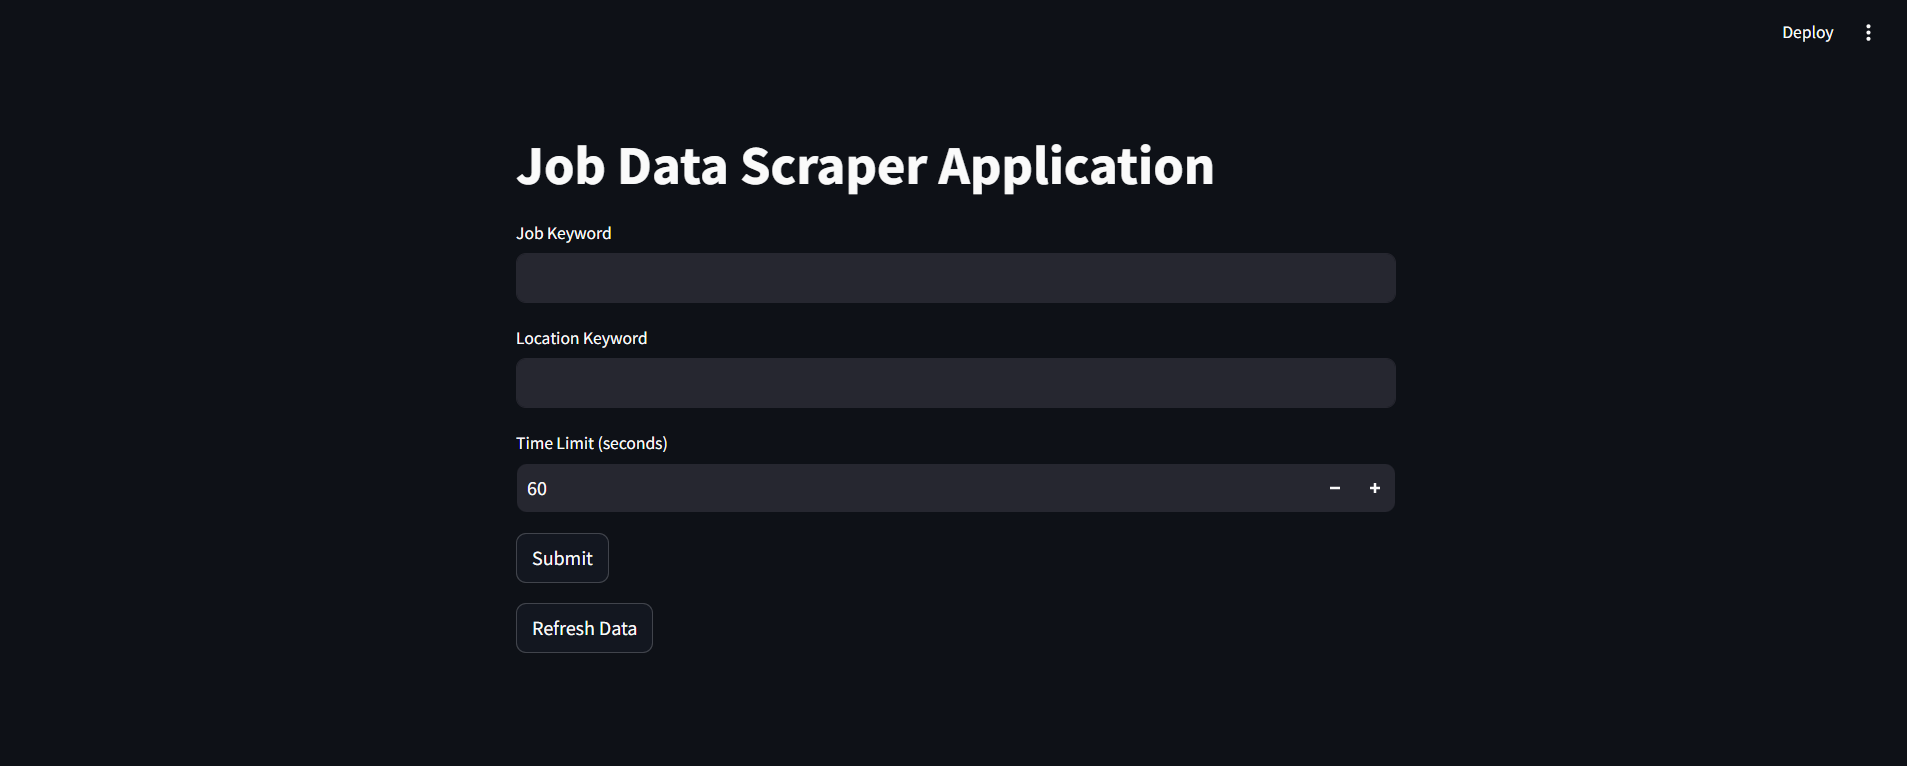 Deploy
Job Data Scraper Application
Job Keyword
Location Keyword
Time Limit (seconds)
60
Submit
Refresh Data